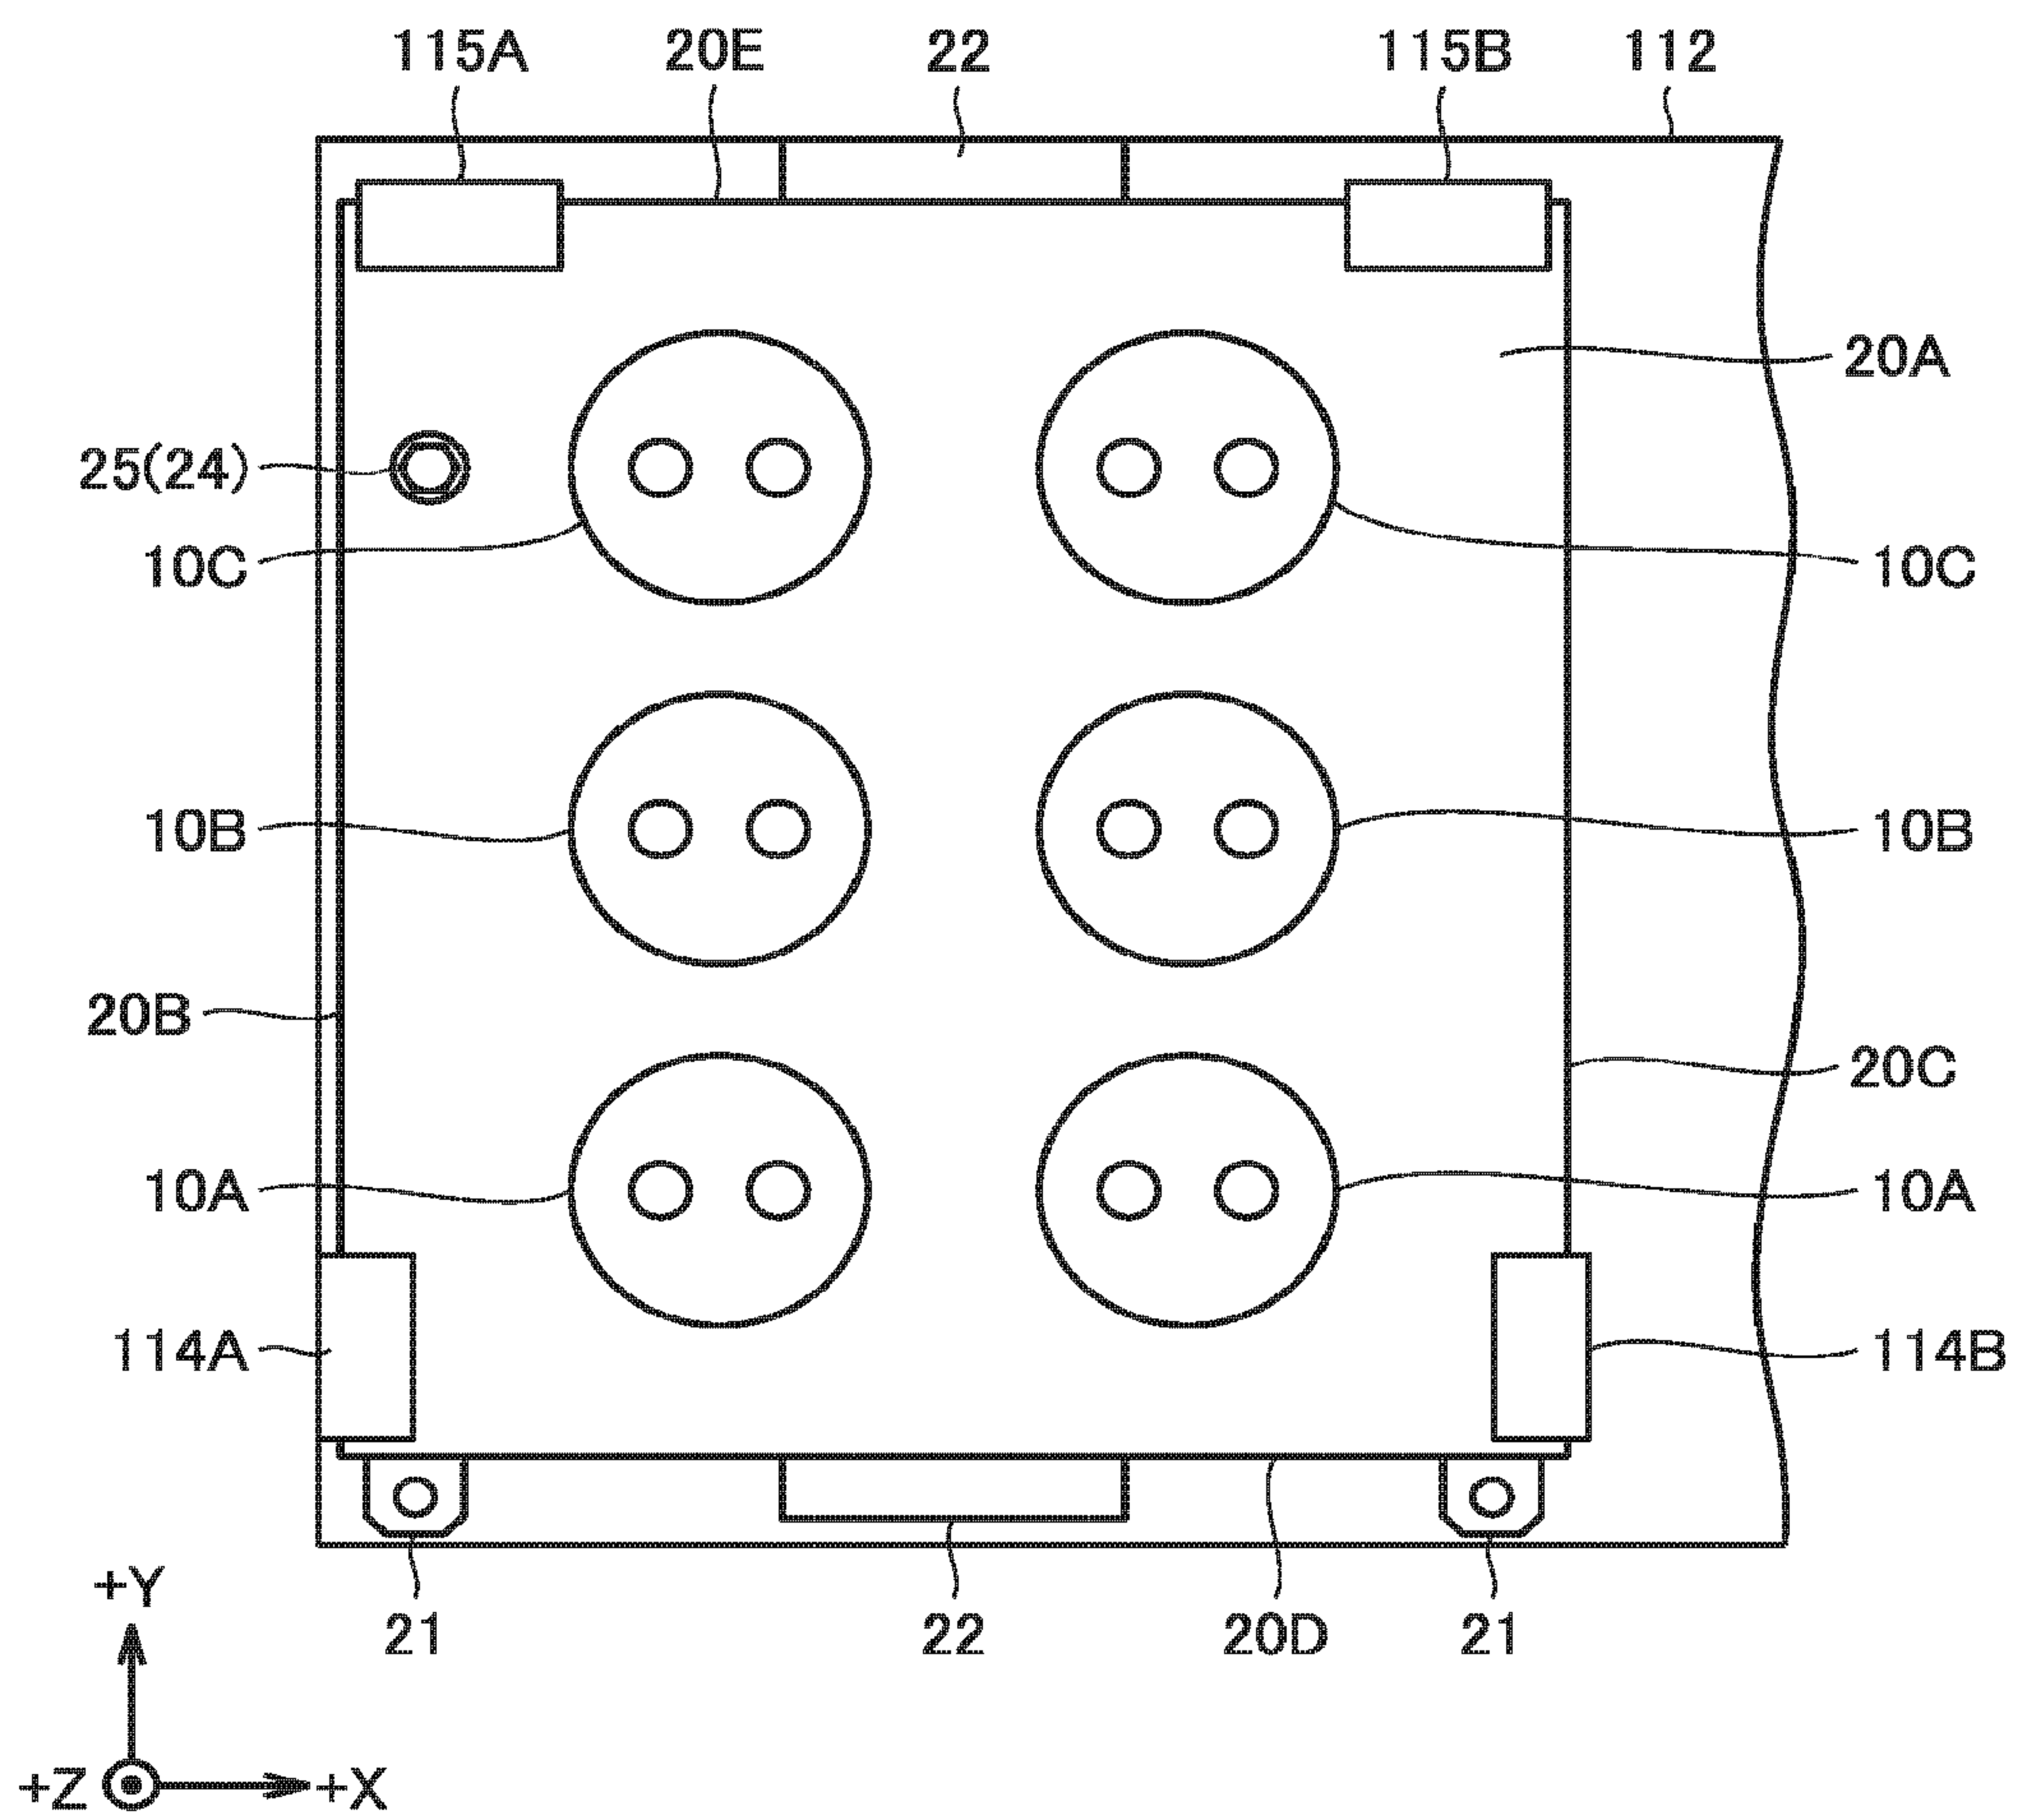 115A 20E 22 115B 112
20A
25(24)
10C 10C
10B 10B
20B
20C
10A 10A
114A 114B
+Y
21 22 20D 21
+Z +X